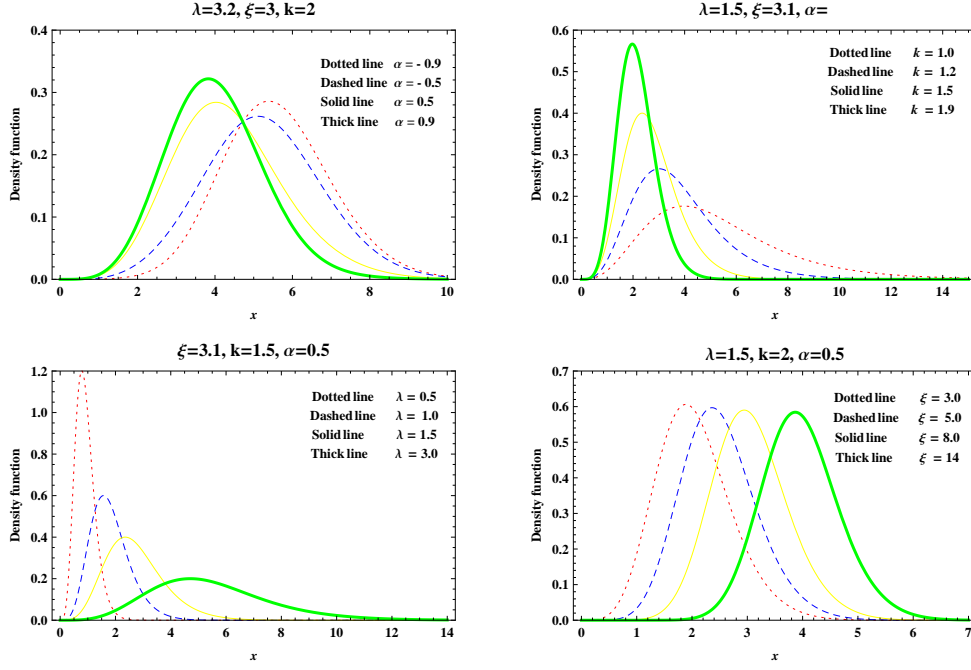 λ=3.2, ξ=3, k=2
Density function
0.4
0.3
0.2
0.1
0.0
Dotted line α = - 0.9
Dashed line α = - 0.5
Solid line α = 0.5
Thick line α = 0.9
0 2 4 6 8 10
x
λ=1.5, ξ=3.1, α=
Density function
0.6
0.5
0.4
0.3
0.2
0.1
0.0
Dotted line k = 1.0
Dashed line k = 1.2
Solid line k = 1.5
Thick line k = 1.9
0 2 4 6 8 10 12 14
x
ξ=3.1, k=1.5, α=0.5
Density function
1.2
1.0
0.8
0.6
0.4
0.2
0.0
Dotted line λ = 0.5
Dashed line λ = 1.0
Solid line λ = 1.5
Thick line λ = 3.0
0 2 4 6 8 10 12 14
x
λ=1.5, k=2, α=0.5
Density function
0.7
0.6
0.5
0.4
0.3
0.2
0.1
0.0
Dotted line ξ = 3.0
Dashed line ξ = 5.0
Solid line ξ = 8.0
Thick line ξ = 14
0 1 2 3 4 5 6 7
x